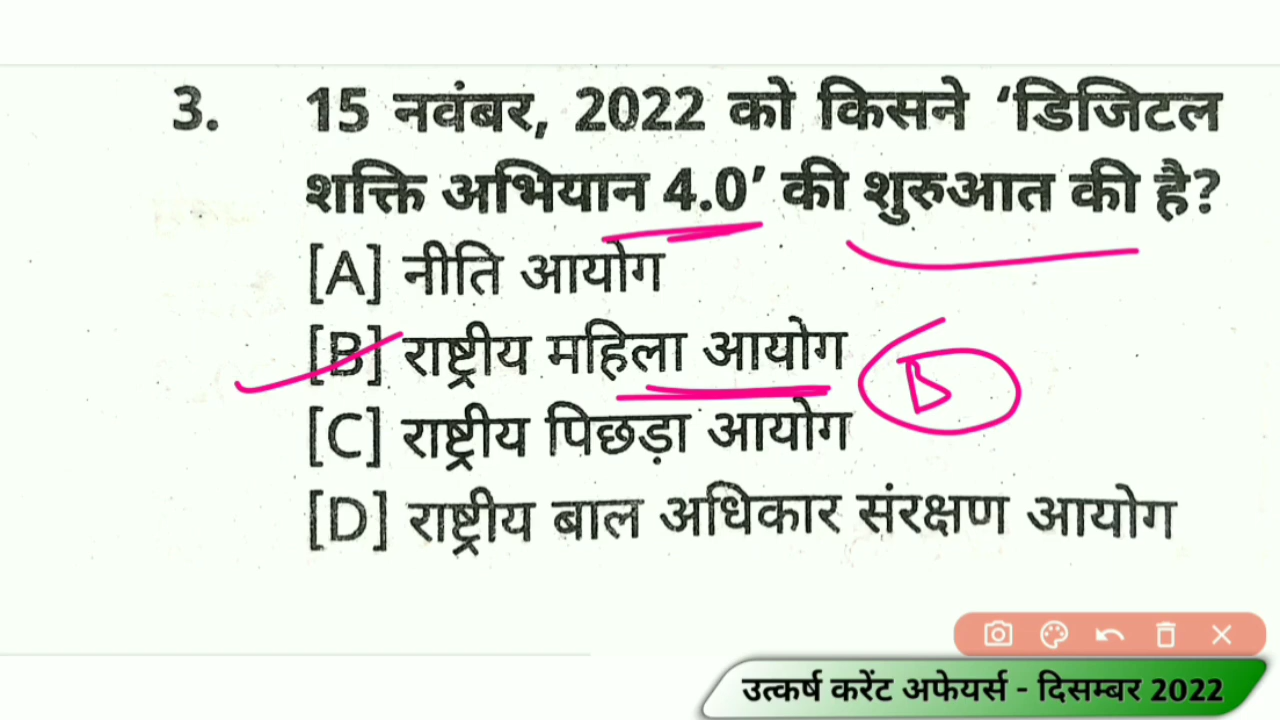 3. 15 नवंबर, 2022 को किसने ‘डिजिटल
शक्ति अभियान 4.0’ की शुरुआत की है?
[A] नीति आयोग
[B] राष्ट्रीय महिला आयोग
B
[C] राष्ट्रीय पिछड़ा आयोग
[D] राष्ट्रीय बाल अधिकार संरक्षण आयोग
उत्कर्ष करेंट अफेयर्स - दिसम्बर 2022